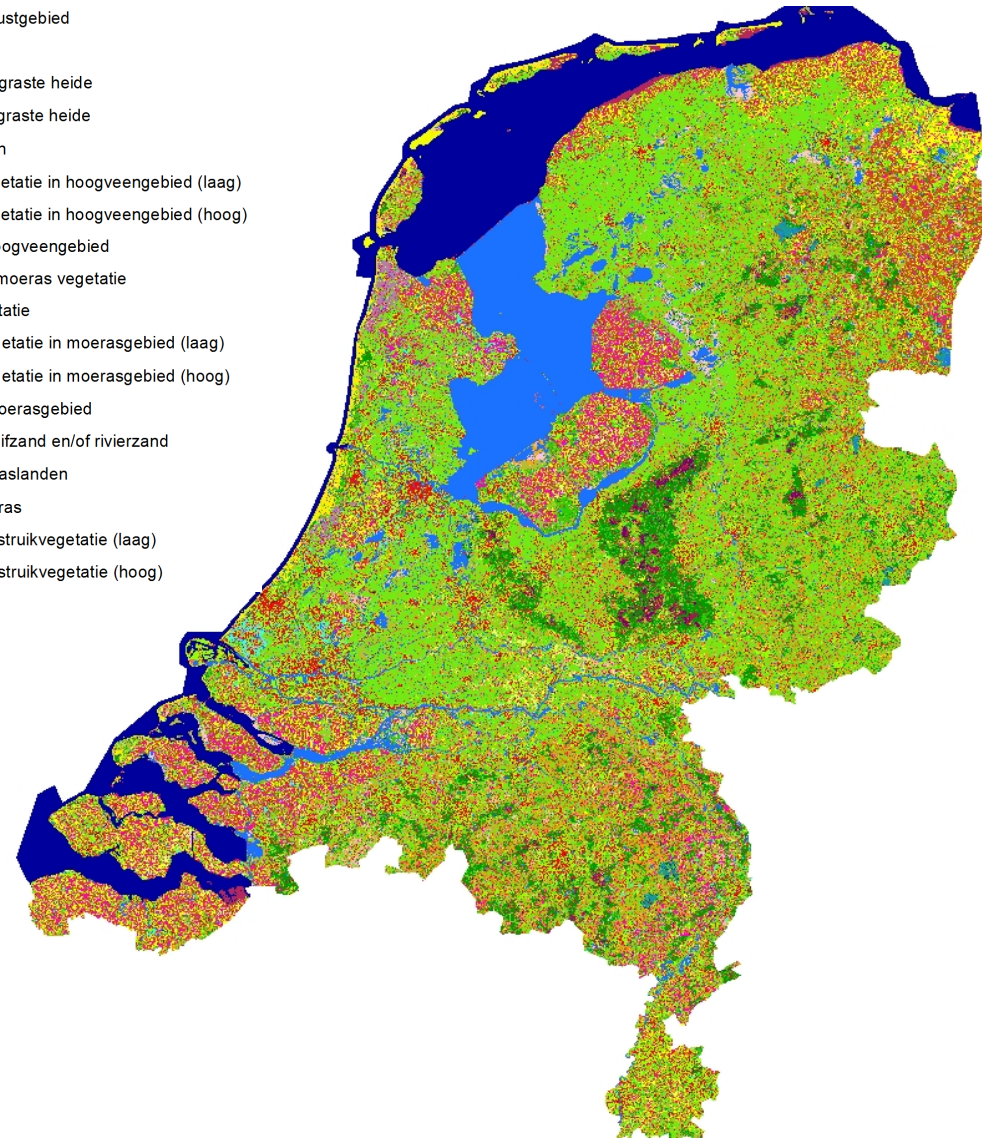 ustgebied
graste heide
graste heide
n
etatie in hoogveengebied (laag)
etatie in hoogveengebied (hoog)
oogveengebied
moeras vegetatie
tatie
etatie in moerasgebied (laag)
etatie in moerasgebied (hoog)
oerasgebied
ifzand en/of rivierzand
aslanden
ras
struikvegetatie (laag)
struikvegetatie (hoog)